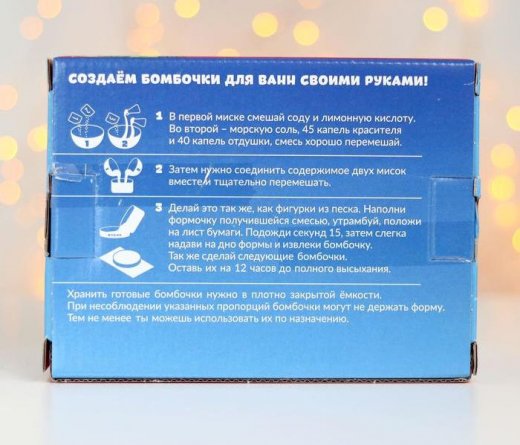 СОЗДАЁМ БОМБОЧКИ ДЛЯ ВАНН СВОИМИ РУКАМИ!
1 В первой миске смешай соду и лимонную кислоту.
Во второй – морскую соль, 45 капель красителя
и 40 капель отдушки, смесь хорошо перемешай.
1 2
2 Затем нужно соединить содержимое двух мисок
вместе и тщательно перемешать.
3 Делай это так же, как фигурки из песка. Наполни
формочку получившейся смесью, утрамбуй, положи
на лист бумаги. Подожди секунд 15, затем слегка
надави на дно формы и извлеки бомбочку.
Так же сделай следующие бомбочки.
Оставь их на 12 часов до полного высыхания.
Хранить готовые бомбочки нужно в плотно закрытой ёмкости.
При несоблюдении указанных пропорций бомбочки могут не держать форму.
Тем не менее ты можешь использовать их по назначению.